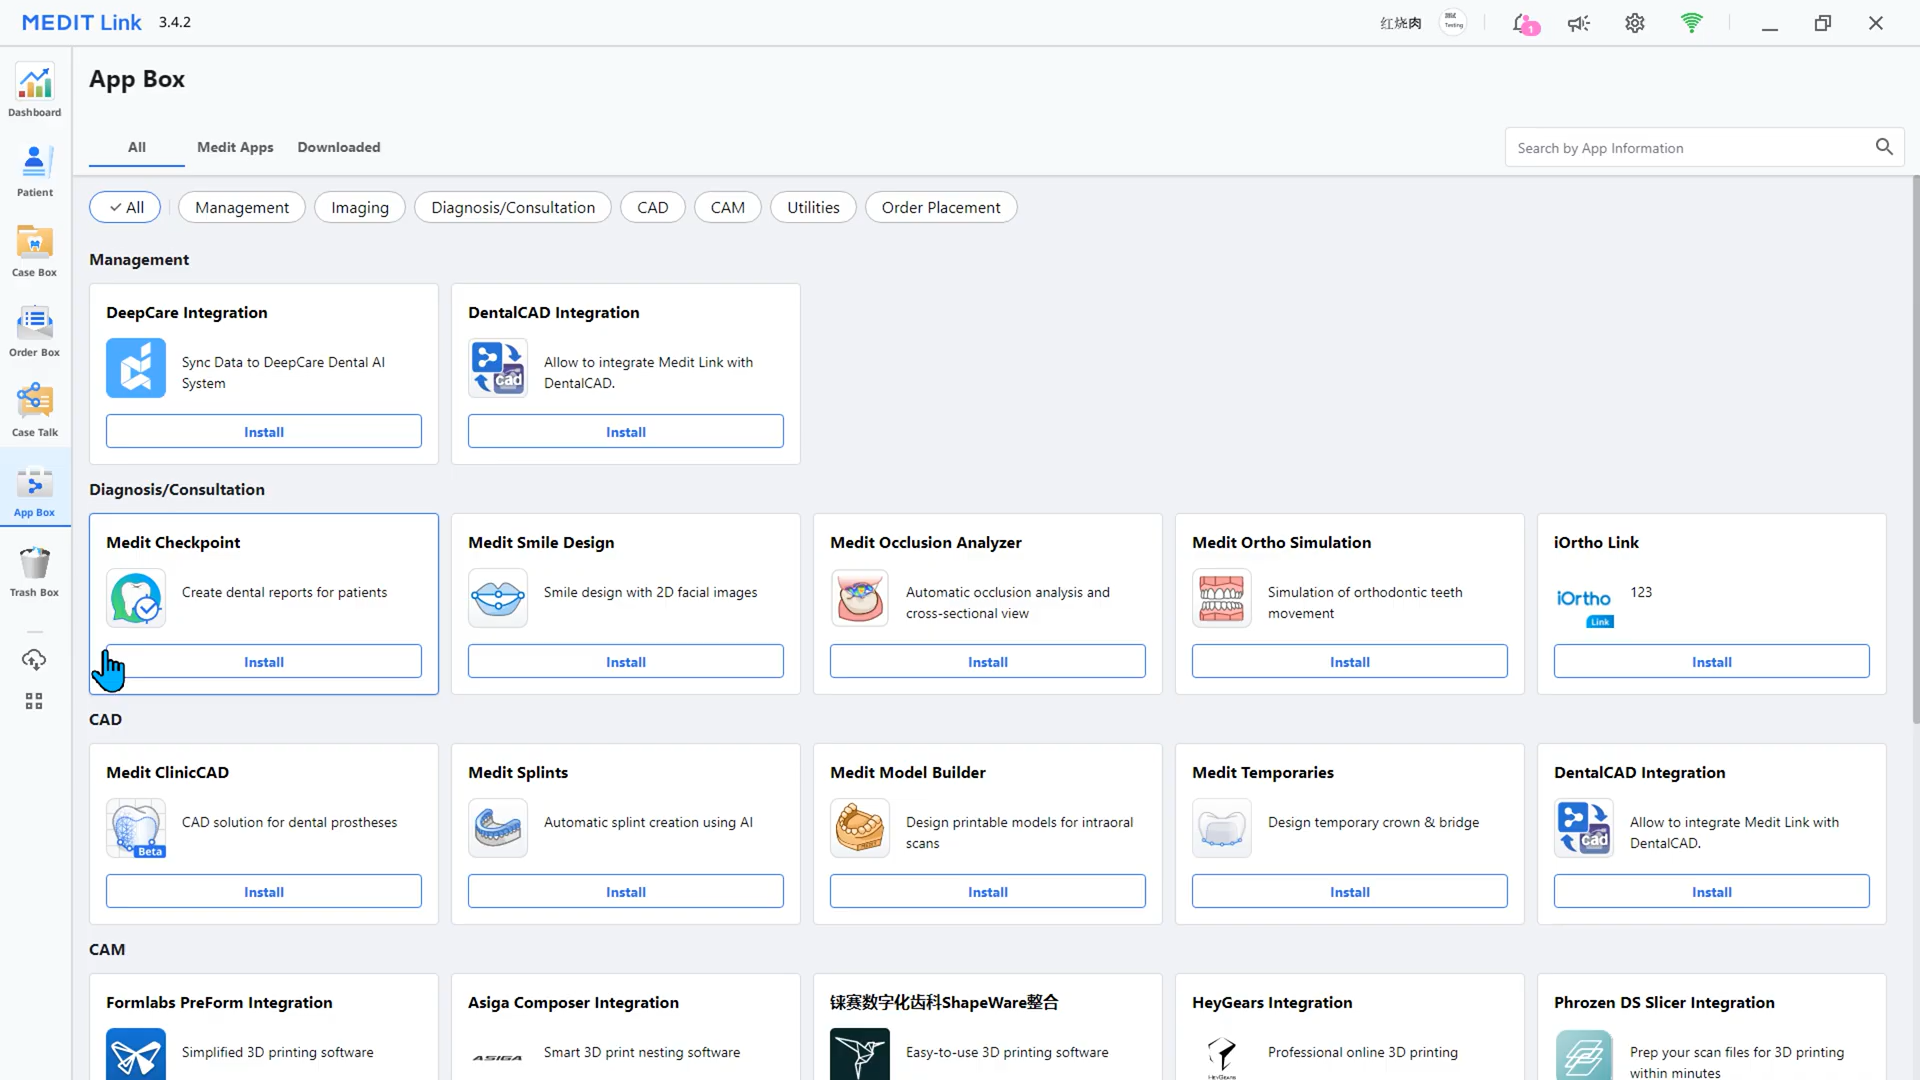 MEDIT Link 3.4.2
红烧肉
测试
Testing
1
App Box
Dashboard
Patient
Case Box
Order Box
Case Talk
App Box
Trash Box
All
Medit Apps
Downloaded
Search by App Information
All
Management
Imaging
Diagnosis/Consultation
CAD
CAM
Utilities
Order Placement
Management
DeepCare Integration
Sync Data to DeepCare Dental AI
System
Install
DentalCAD Integration
cad
Allow to integrate Medit Link with
DentalCAD.
Install
Diagnosis/Consultation
Medit Checkpoint
Create dental reports for patients
Install
Medit Smile Design
Smile design with 2D facial images
Install
Medit Occlusion Analyzer
Automatic occlusion analysis and
cross-sectional view
Install
Medit Ortho Simulation
Simulation of orthodontic teeth
movement
Install
iOrtho Link
iOrtho
Link
123
Install
CAD
Medit ClinicCAD
Beta
CAD solution for dental prostheses
Install
Medit Splints
Automatic splint creation using AI
Install
Medit Model Builder
Design printable models for intraoral
scans
Install
Medit Temporaries
Design temporary crown & bridge
Install
DentalCAD Integration
cad
Allow to integrate Medit Link with
DentalCAD.
Install
CAM
Formlabs PreForm Integration
Simplified 3D printing software
Asiga Composer Integration
ASIGA
Smart 3D print nesting software
铼赛数字化齿科ShapeWare整合
Easy-to-use 3D printing software
HeyGears Integration
HEYGEARS
Professional online 3D printing
Phrozen DS Slicer Integration
Prep your scan files for 3D printing
within minutes